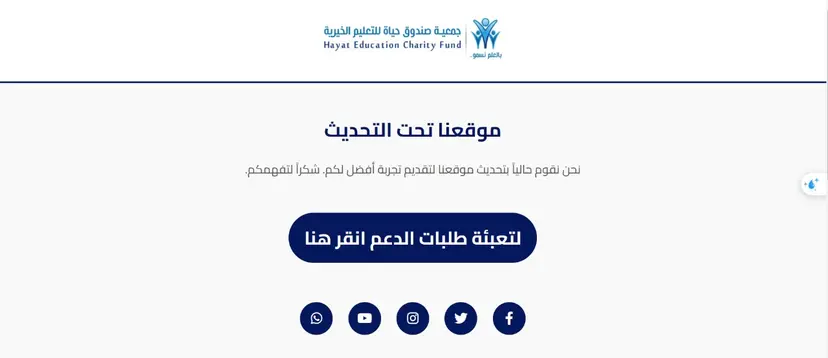 جمعيـة صندوق حياة للتعليم الخيرية
Hayat Education Charity Fund
بالعلم نسمو..
موقعنا تحت التحديث
نحن نقوم حالياً بتحديث موقعنا لتقديم تجربة أفضل لكم. شكراً لتفهمكم.
لتعبئة طلبات الدعم انقر هنا